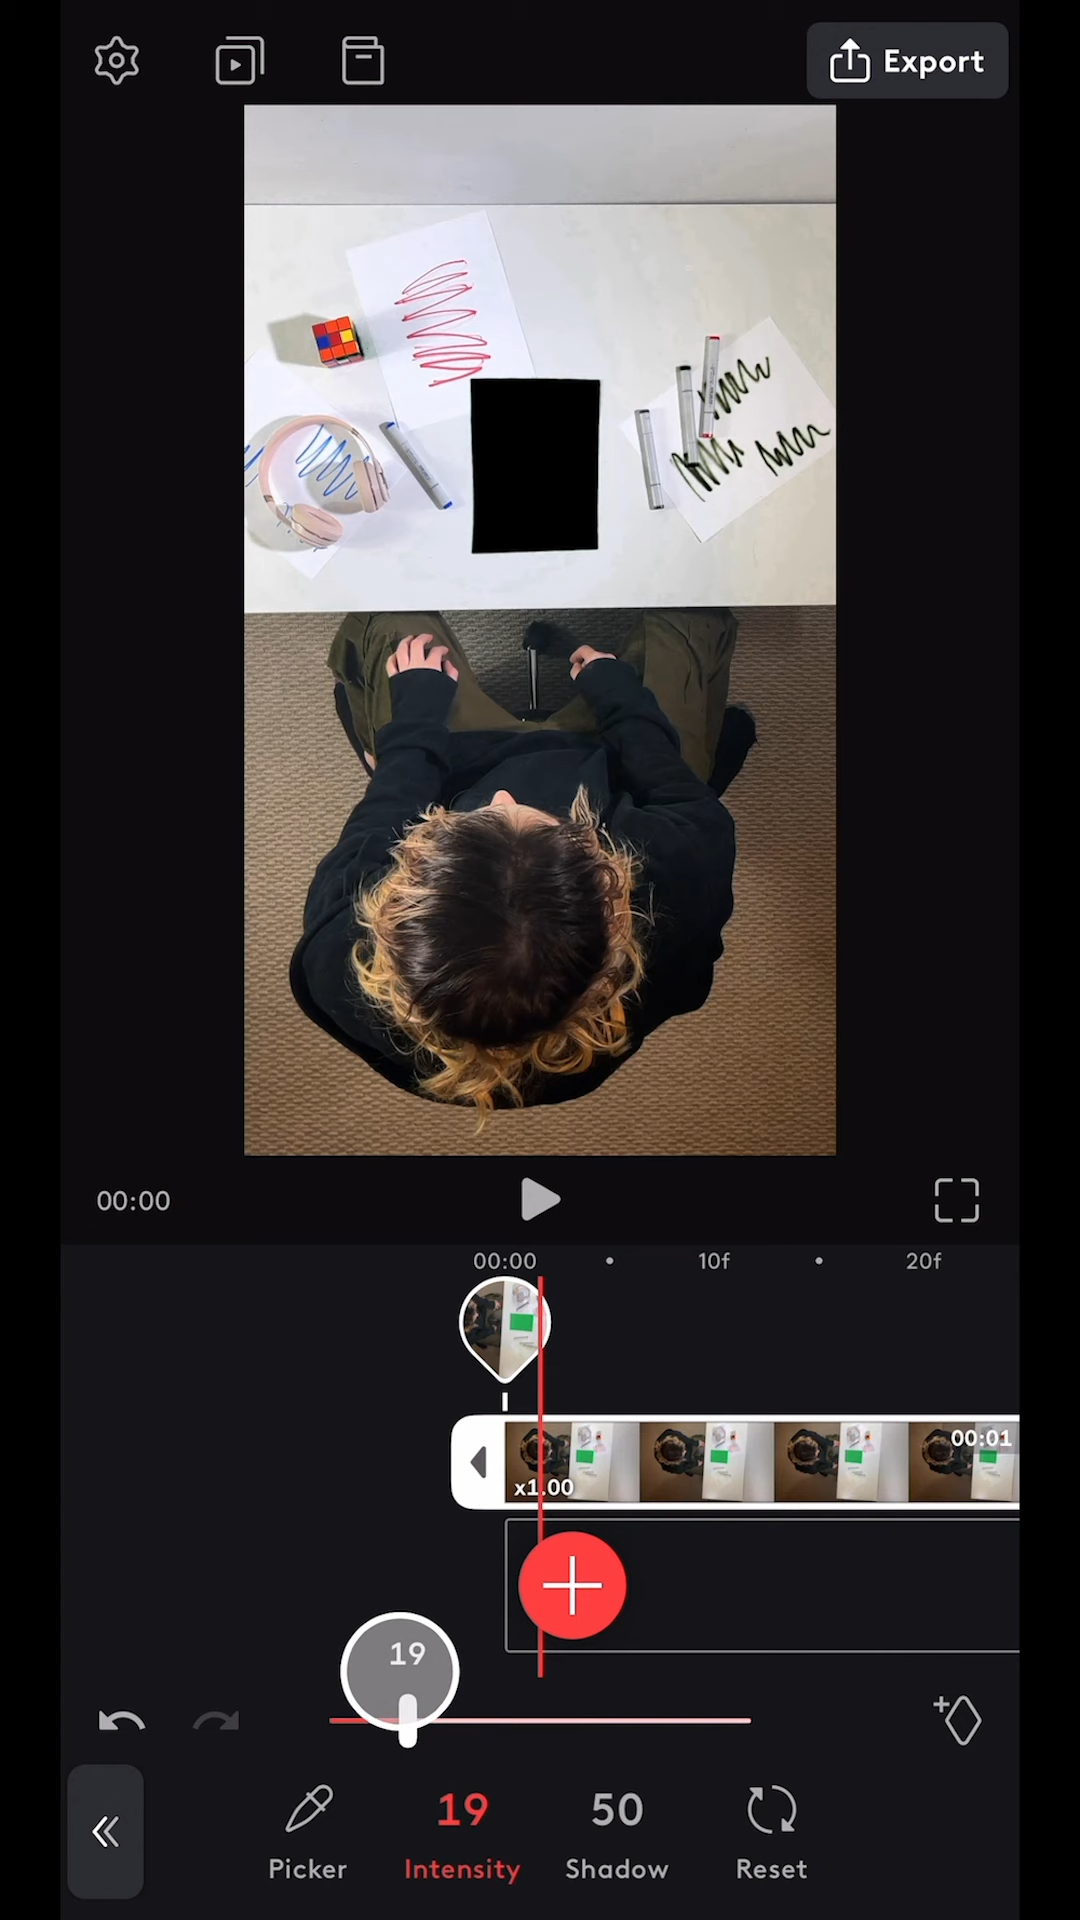 Export
00:00
00:00 10f 20f
00:01
x1.00
19
19 50
Picker Intensity Shadow Reset